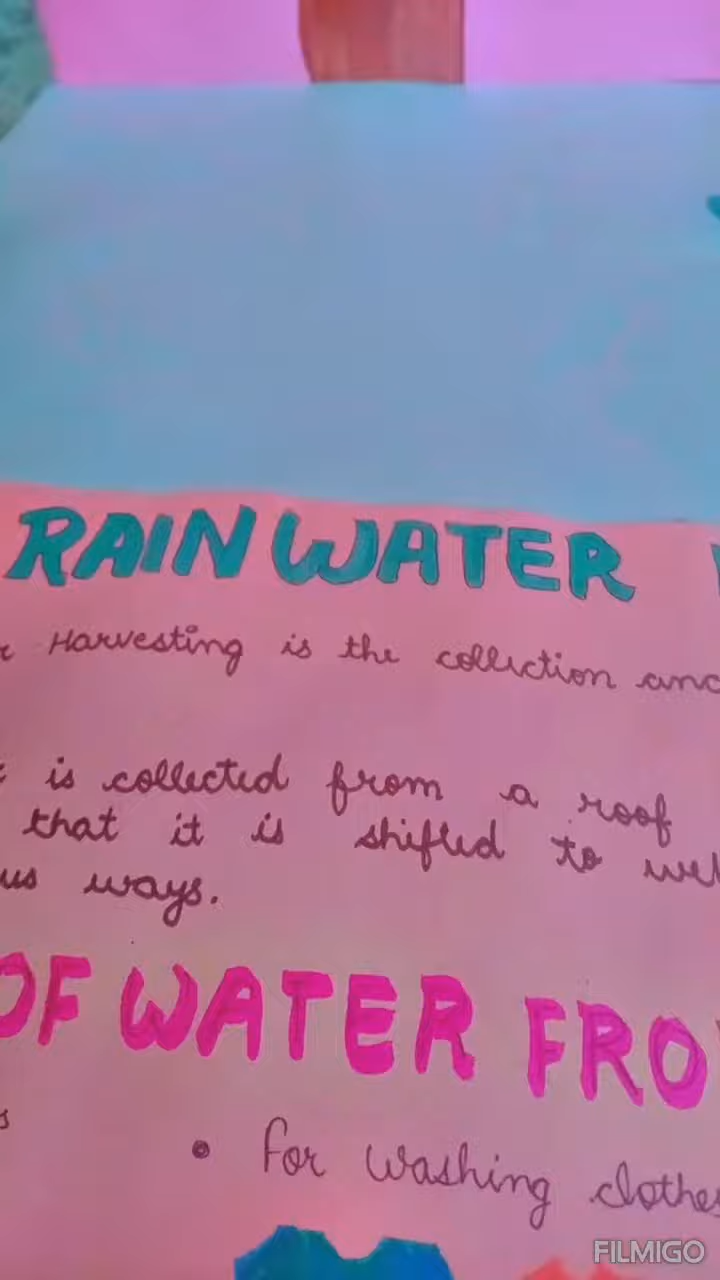 RAIN WATER
Harvesting is the collection and
is collected from a roof
that it is shifted to
us ways.
OF WATER FRO
s
• For washing clothes
FILMIGO